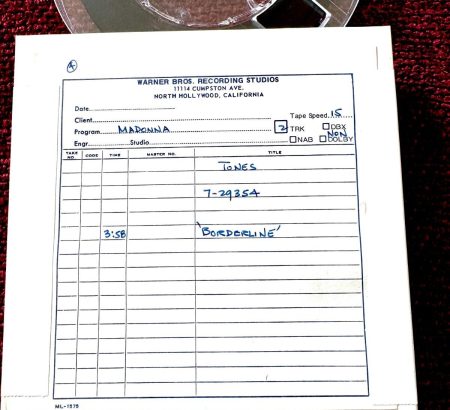 A
WARNER BROS. RECORDING STUDIOS
11114 CUMPSTON AVE.
NORTH HOLLYWOOD, CALIFORNIA
Date
Client Tape Speed 15
Program MADONNA 2 TRK DBX
Engr. Studio NAB NON DOLBY
TAKE NO. CODE TIME MASTER NO. TITLE
TONES
7-29354
3:58 'BORDERLINE'
ML-1575